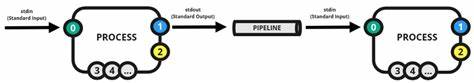 stdin
(Standard Input)
0
PROCESS
1
2
3
4
...
stdout
(Standard Output)
PIPELINE
stdin
(Standard Input)
0
PROCESS
1
2
3
4
...